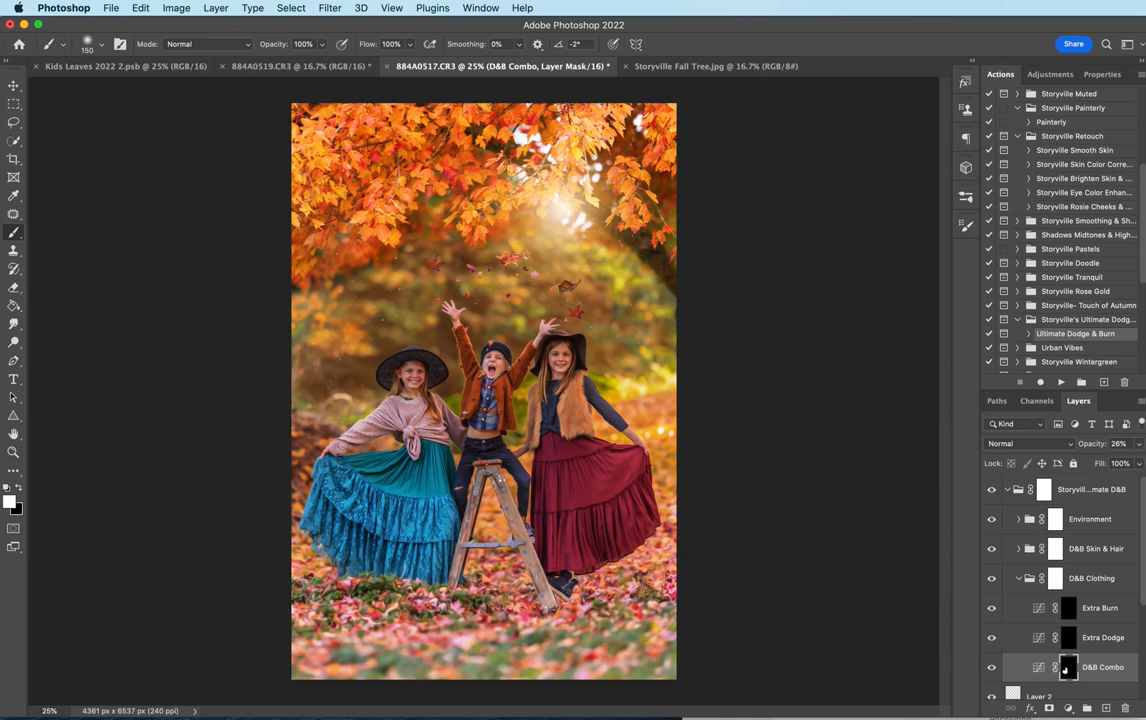 Photoshop File Edit Image Layer Type Select Filter 3D View Plugins Window Help
Adobe Photoshop 2022
150 Mode: Normal Opacity: 100% Flow: 100% Smoothing: 0% -2° Share
Kids Leaves 2022 2.psb @ 25% (RGB/16) 884A0519.CR3 @ 16.7% (RGB/16) * 884A0517.CR3 @ 25% (D&B Combo, Layer Mask/16) * Storyville Fall Tree.jpg @ 16.7% (RGB/8#)
Actions Adjustments Properties
Storyville Muted
Storyville Painterly
Painterly
Storyville Retouch
Storyville Smooth Skin
Storyville Skin Color Corre...
Storyville Brighten Skin & ...
Storyville Eye Color Enhan...
Storyville Rosie Cheeks & ...
Storyville Smoothing & Sh...
Shadows Midtones & High...
Storyville Pastels
Storyville Doodle
Storyville Tranquil
Storyville Rose Gold
Storyville- Touch of Autumn
Storyville's Ultimate Dodg...
Ultimate Dodge & Burn
Urban Vibes
Storyville Wintergreen
Paths Channels Layers
Kind
Normal Opacity: 26%
Lock: Fill: 100%
Storyvill...mate D&B
Environment
D&B Skin & Hair
D&B Clothing
Extra Burn
Extra Dodge
D&B Combo
Layer 2
25% 4361 px x 6537 px (240 ppi)